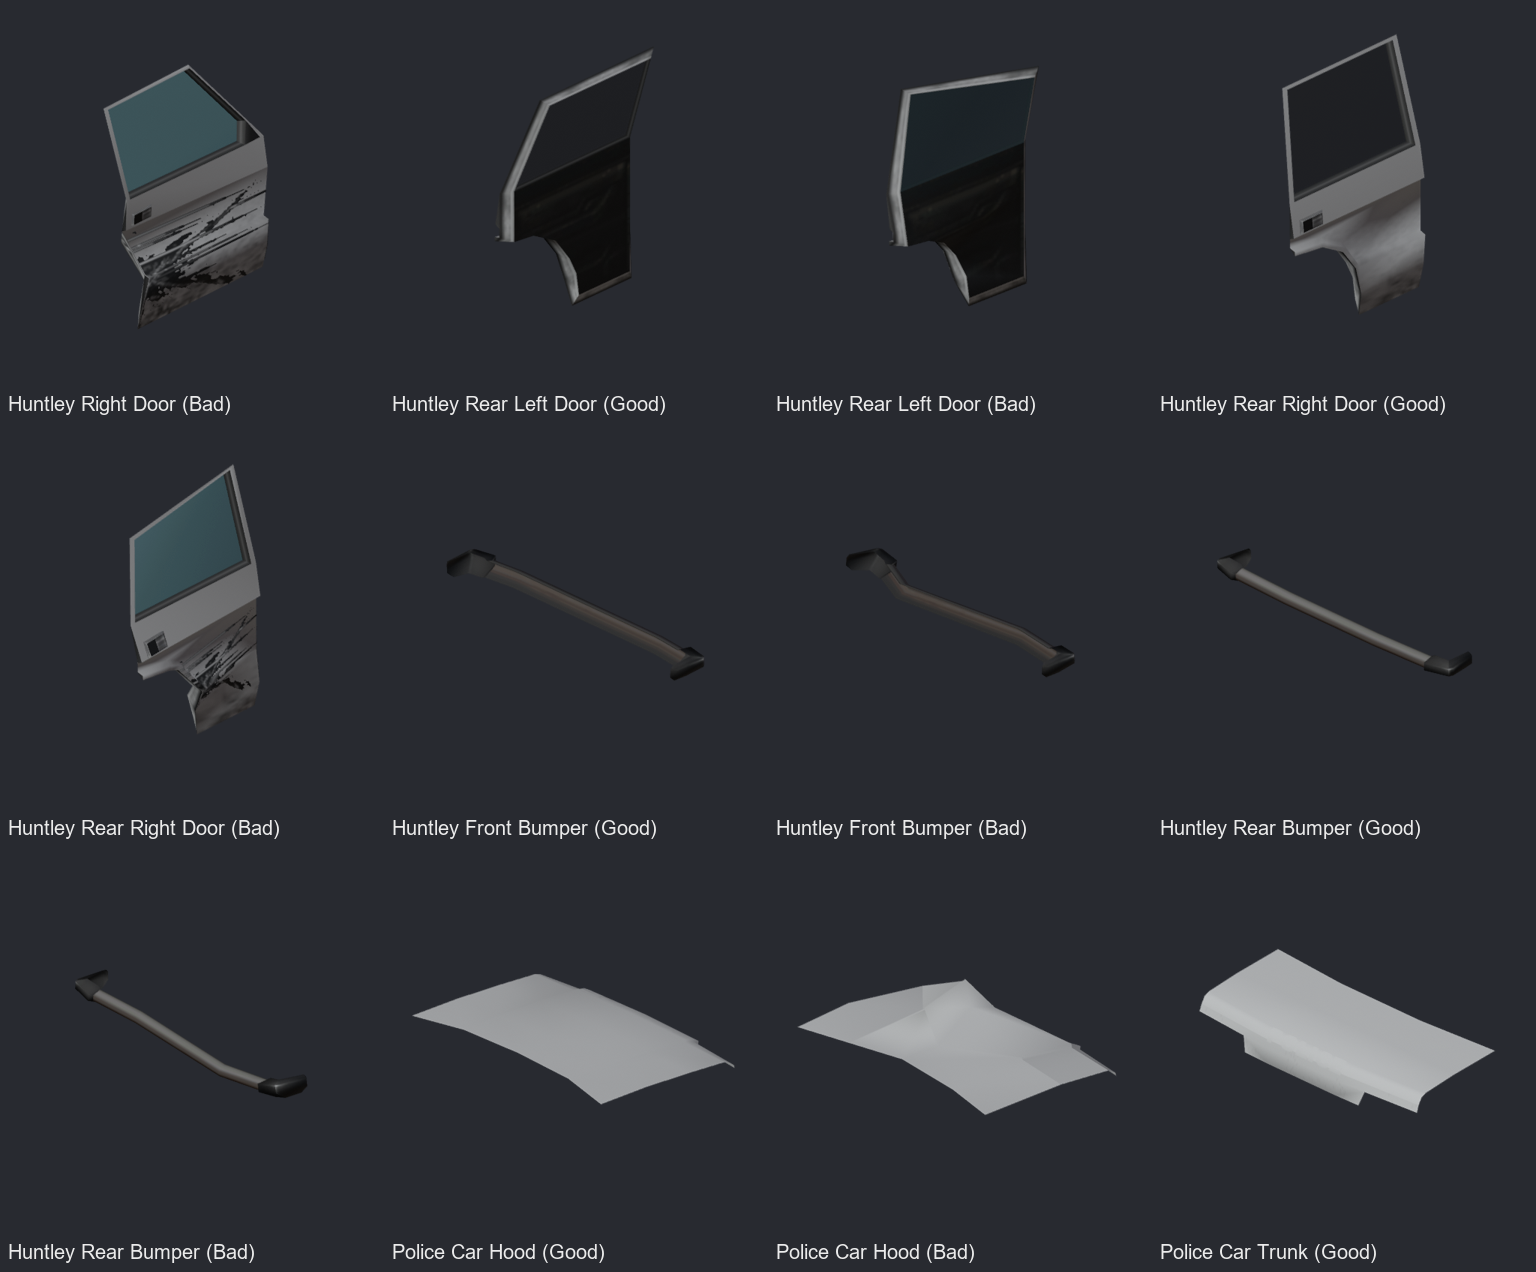 Huntley Right Door (Bad)
Huntley Rear Left Door (Good)
Huntley Rear Left Door (Bad)
Huntley Rear Right Door (Good)
Huntley Rear Right Door (Bad)
Huntley Front Bumper (Good)
Huntley Front Bumper (Bad)
Huntley Rear Bumper (Good)
Huntley Rear Bumper (Bad)
Police Car Hood (Good)
Police Car Hood (Bad)
Police Car Trunk (Good)